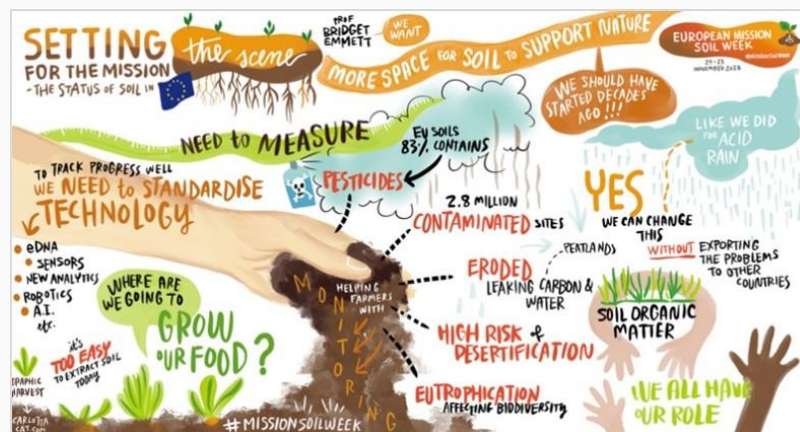 SETTING
the scene
FOR THE MISSION
- THE STATUS OF SOIL IN
PROF
BRIDGET
EMMETT
WE
WANT
MORE SPACE FOR SOIL TO SUPPORT NATURE
EUROPEAN MISSION
SOIL WEEK
NOVEMBER
WE SHOULD HAVE
STARTED DECADES
AGO!!!
LIKE WE DID
FOR ACID
RAIN
NEED to MEASURE
EU SOILS
83% CONTAINS
PESTICIDES
TO TRACK PROGRESS WELL
WE NEED to STANDARDISE
TECHNOLOGY
eDNA
SENSORS
NEW ANALYTICS
ROBOTICS
A.I.
etc.
2.8 MILLION
CONTAMINATED SITES
ERODED
LEAKING CARBON &
WATER
PEATLANDS
HIGH RISK of
DESERTIFICATION
EUTROPHICATION
AFFECTING BIODIVERSITY
YES
WE CAN CHANGE
THIS
WITHOUT EXPORTING
THE PROBLEMS
TO OTHER
COUNTRIES
SOIL ORGANIC
MATTER
WE ALL HAVE
OUR ROLE
HELPING
FARMERS
WITH
MONITORING
WHERE ARE
WE GOING TO
GROW
OUR FOOD?
it's
TOO EASY
TO EXTRACT SOIL
TODAY
#MISSIONSOILWEEK
GRAPHIC
HARVEST
CARLOTTA
CAT.COM